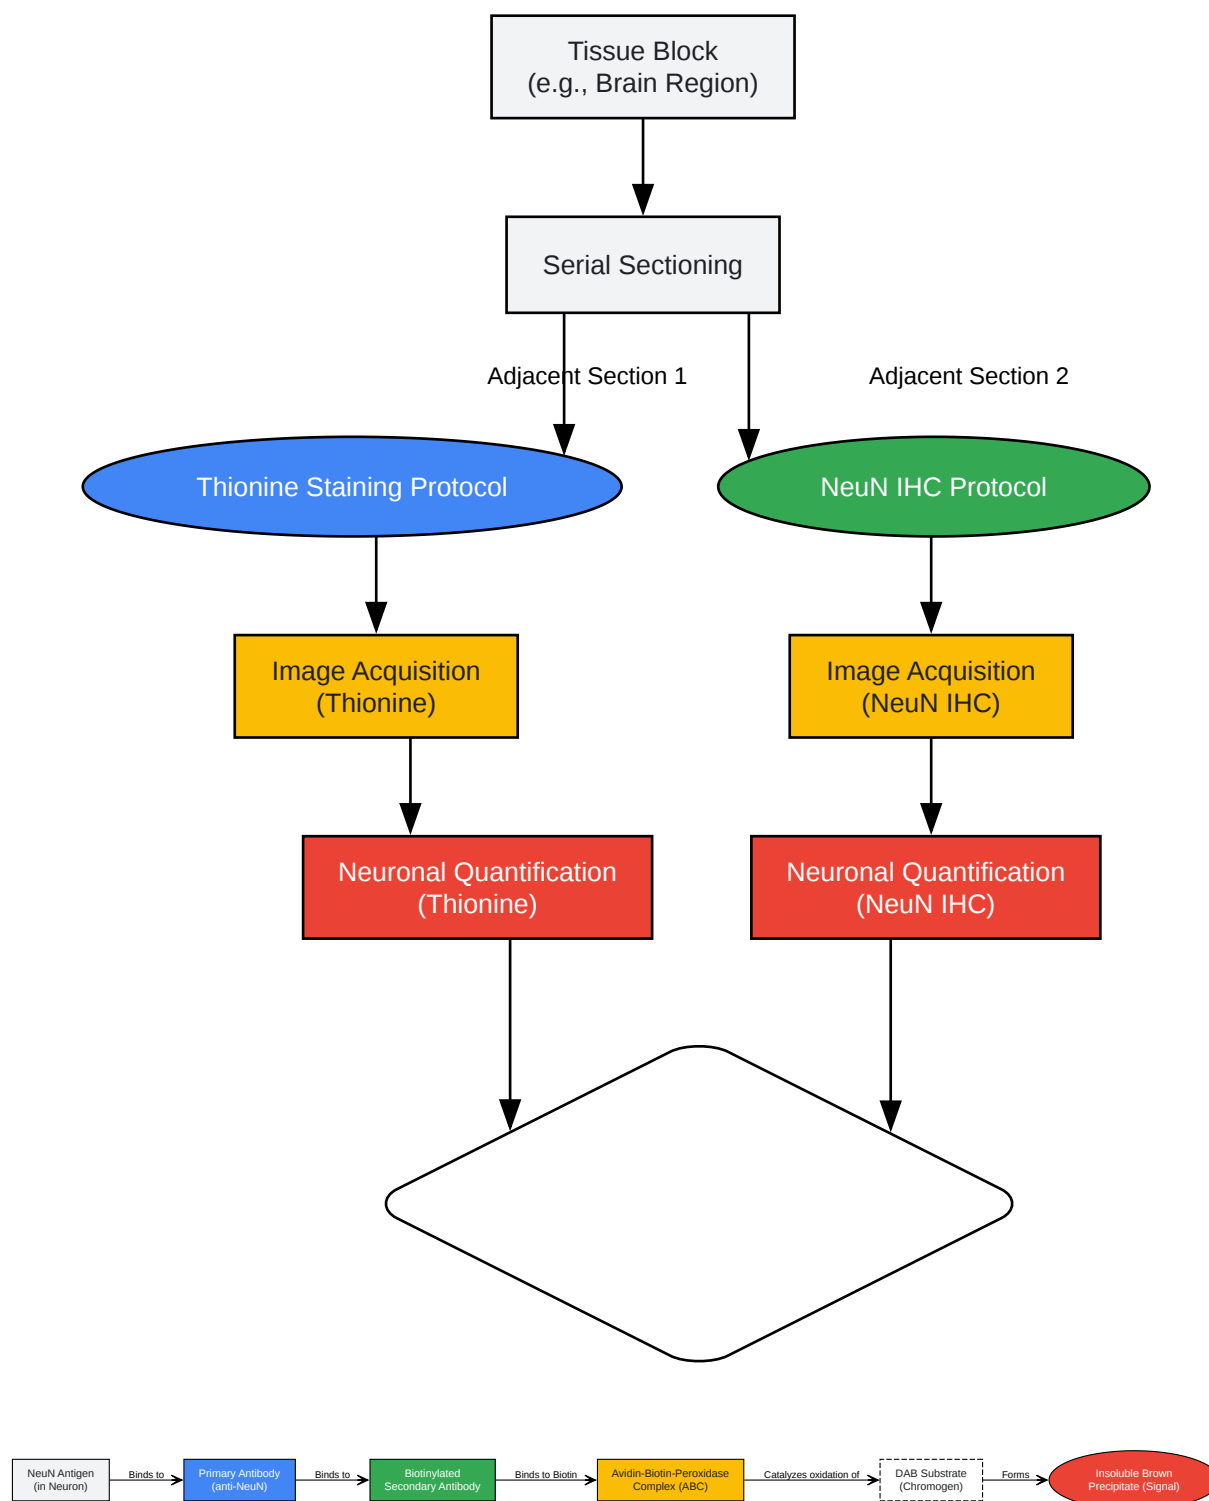 Tissue Block
(e.g., Brain Region)
Serial Sectioning
Adjacent Section 1
Adjacent Section 2
Thionine Staining Protocol
NeuN IHC Protocol
Image Acquisition
(Thionine)
Image Acquisition
(NeuN IHC)
Neuronal Quantification
(Thionine)
Neuronal Quantification
(NeuN IHC)
NeuN Antigen
(in Neuron)
Binds to
Primary Antibody
(anti-NeuN)
Binds to
Biotinylated
Secondary Antibody
Binds to Biotin
Avidin-Biotin-Peroxidase
Complex (ABC)
Catalyzes oxidation of
DAB Substrate
(Chromogen)
Forms
Insoluble Brown
Precipitate (Signal)